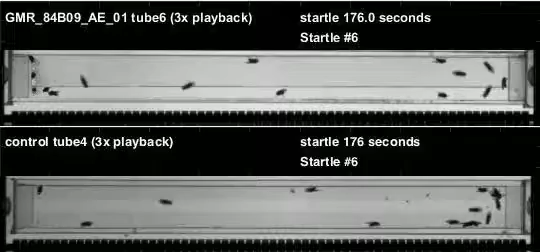 GMR_84B09_AE_01 tube6 (3x playback)
startle 176.0 seconds
Startle #6
control tube4 (3x playback)
startle 176 seconds
Startle #6